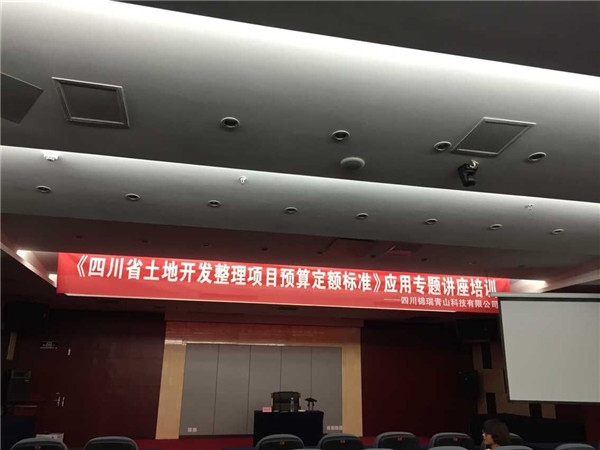 《四川省土地开发整理项目预算定额标准》应用专题讲座培训
——四川锦瑞青山科技有限公司